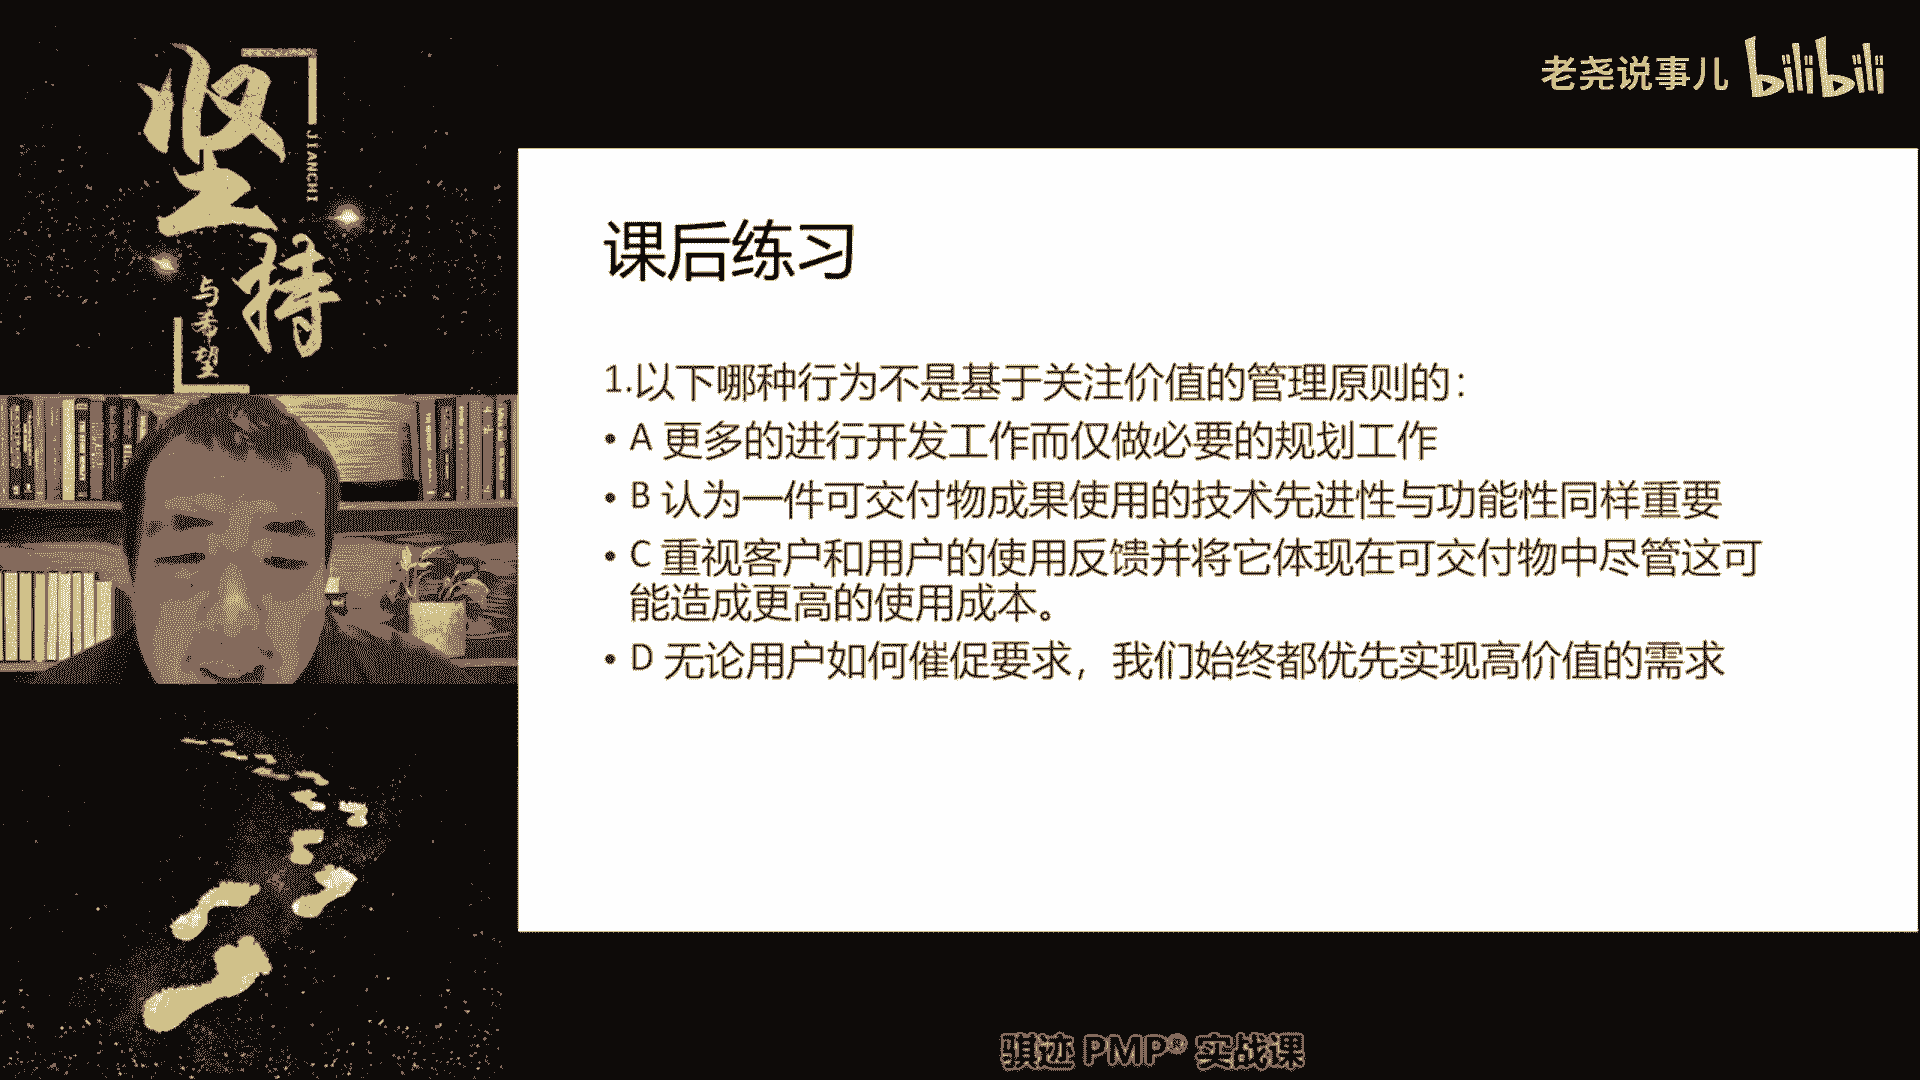 坚持
JIANCHI
与希望
老尧说事儿 bilibili
课后练习
1.以下哪种行为不是基于关注价值的管理原则的：
• A 更多的进行开发工作而仅做必要的规划工作
• B 认为一件可交付物成果使用的技术先进性与功能性同样重要
• C 重视客户和用户的使用反馈并将它体现在可交付物中尽管这可
能造成更高的使用成本。
• D 无论用户如何催促要求，我们始终都优先实现高价值的需求
骐迹 PMP® 实战课